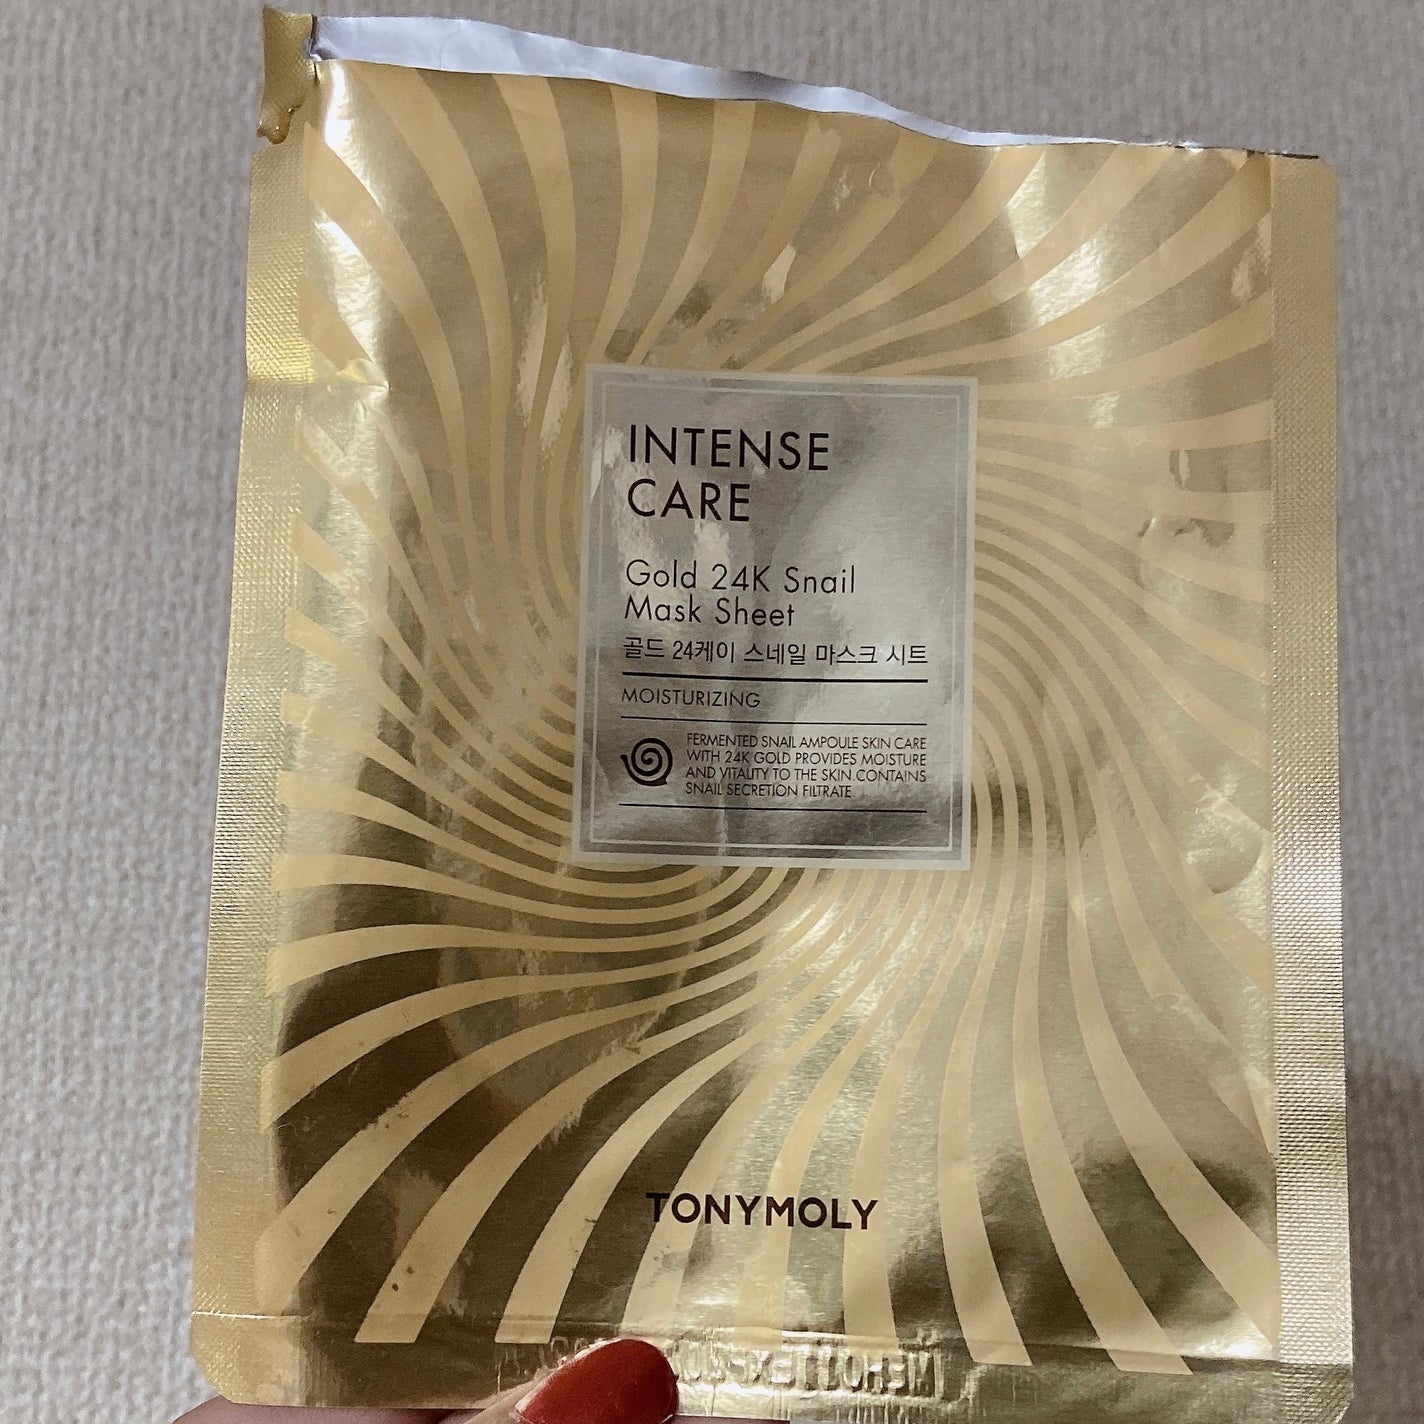 INTENSE
CARE
Gold 24K Snail
Mask Sheet
골드 24케이 스네일 마스크 시트
MOISTURIZING
FERMENTED SNAIL AMPOULE SKIN CARE
WITH 24K GOLD PROVIDES MOISTURE
AND VITALITY TO THE SKIN CONTAINS
SNAIL SECRETION FILTRATE
TONYMOLY